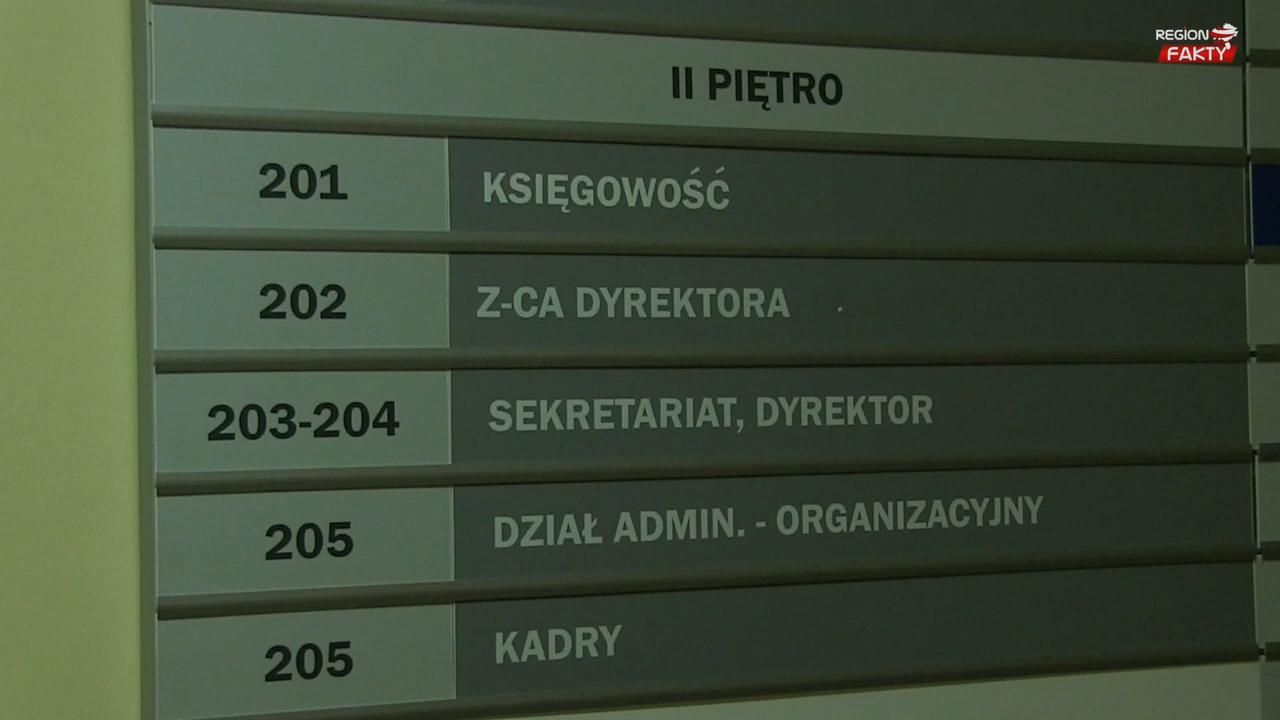 REGION
FAKTY
II PIĘTRO
201 KSIĘGOWOŚĆ
202 Z-CA DYREKTORA
203-204 SEKRETARIAT, DYREKTOR
205 DZIAŁ ADMIN. - ORGANIZACYJNY
205 KADRY